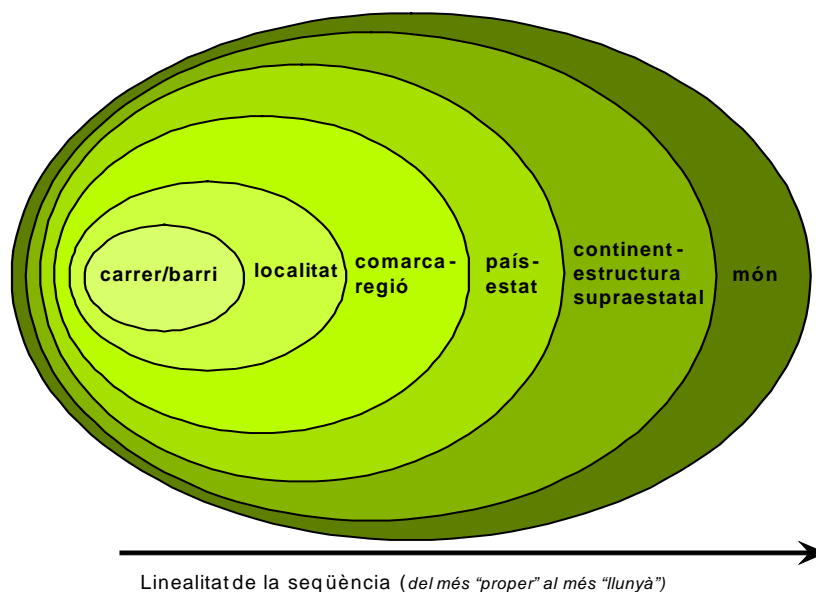 carrer/barri
localitat
comarca-
regió
país-
estat
continent-
estructura
supraestatal
món
Linealitat de la seqüència (del més “proper” al més “llunyà”)